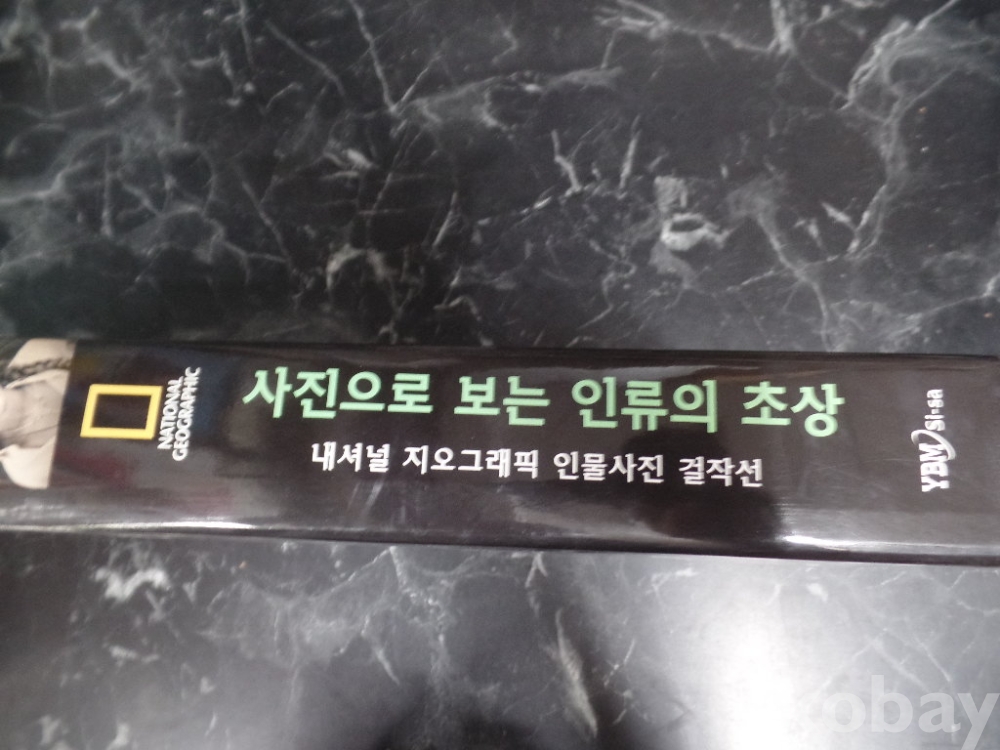 NATIONAL
GEOGRAPHIC
사진으로 보는 인류의 초상
내셔널 지오그래픽 인물사진 걸작선
YBM si-sa
obay